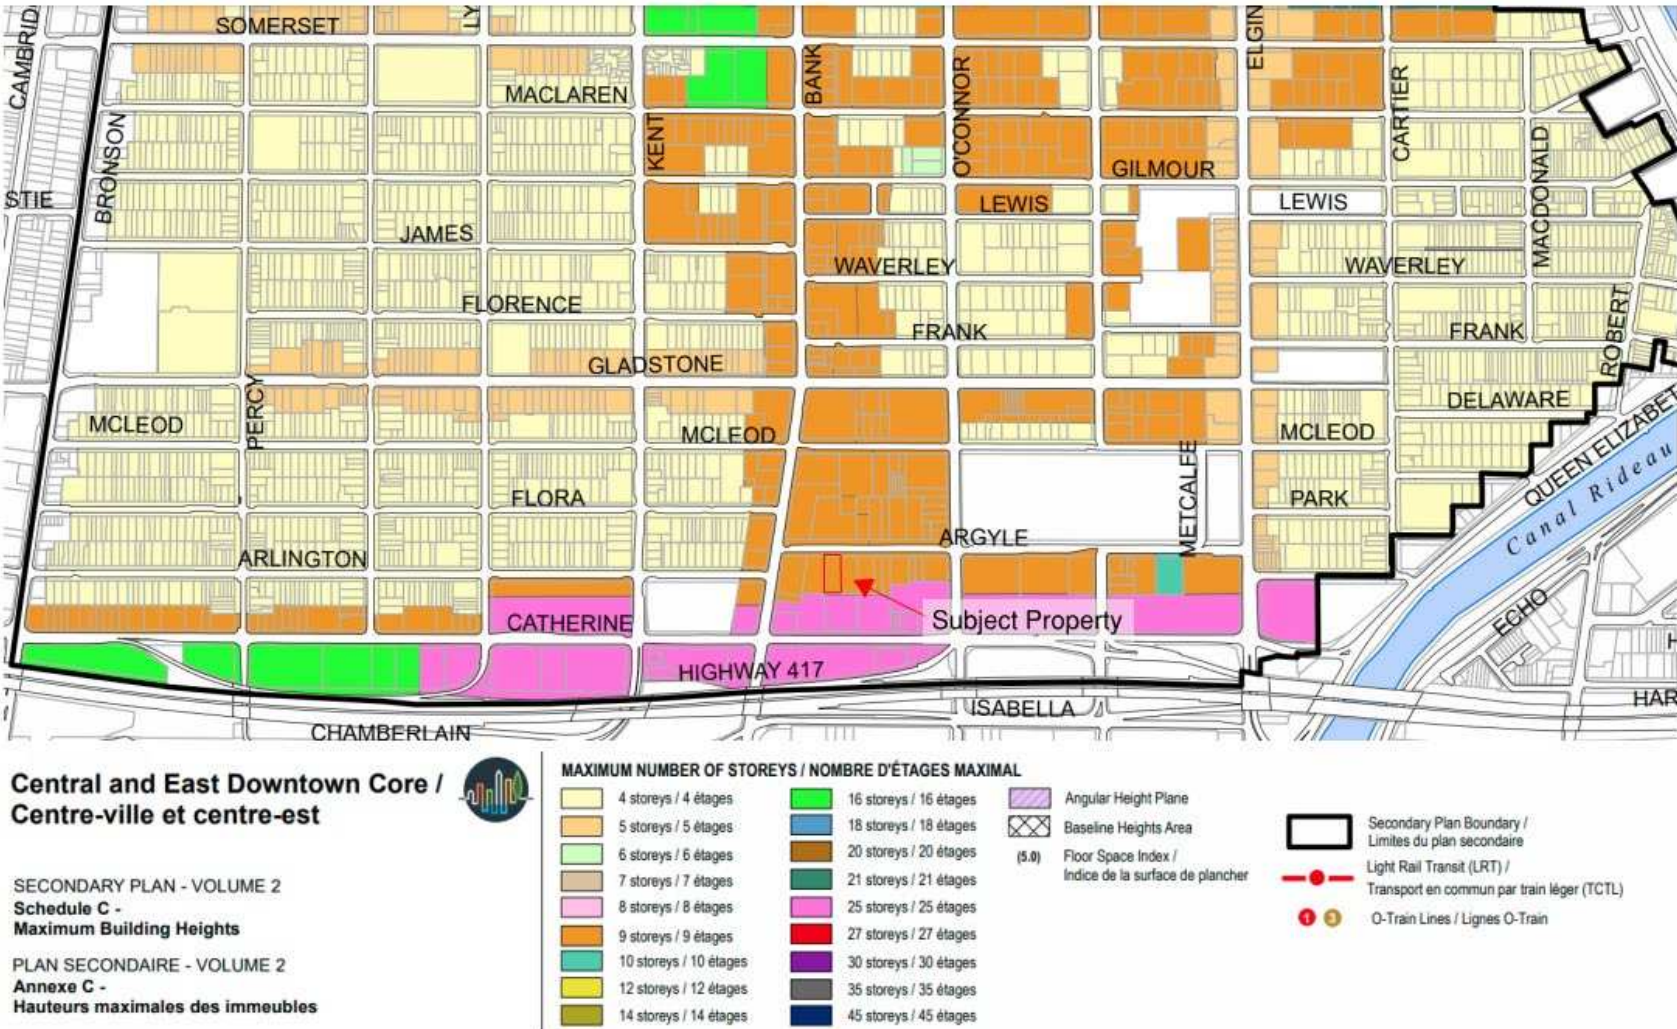 SOMERSET
LY
BANK
ELGIN
CAMBRID
MACLAREN
O'CONNOR
CARTIER
BRONSON
KENT
GILMOUR
MACDONALD
STIE
LEWIS
LEWIS
JAMES
WAVERLEY
WAVERLEY
FLORENCE
FRANK
FRANK
ROBERT
GLADSTONE
DELAWARE
PERCY
MCLEOD
MCLEOD
MCLEOD
QUEEN ELIZABET
METCALFE
Canal Rideau
FLORA
PARK
ARGYLE
ARLINGTON
Subject Property
CATHERINE
ECHO
H
HIGHWAY 417
HAR
ISABELLA
CHAMBERLAIN
Central and East Downtown Core /
Centre-ville et centre-est
SECONDARY PLAN - VOLUME 2
Schedule C -
Maximum Building Heights
PLAN SECONDAIRE - VOLUME 2
Annexe C -
Hauteurs maximales des immeubles
MAXIMUM NUMBER OF STOREYS / NOMBRE D'ÉTAGES MAXIMAL
4 storeys / 4 étages
5 storeys / 5 étages
6 storeys / 6 étages
7 storeys / 7 étages
8 storeys / 8 étages
9 storeys / 9 étages
10 storeys / 10 étages
12 storeys / 12 étages
14 storeys / 14 étages
16 storeys / 16 étages
18 storeys / 18 étages
20 storeys / 20 étages
21 storeys / 21 étages
25 storeys / 25 étages
27 storeys / 27 étages
30 storeys / 30 étages
35 storeys / 35 étages
45 storeys / 45 étages
Angular Height Plane
Baseline Heights Area
(5.0) Floor Space Index /
Indice de la surface de plancher
Secondary Plan Boundary /
Limites du plan secondaire
Light Rail Transit (LRT) /
Transport en commun par train léger (TCTL)
1 3 O-Train Lines / Lignes O-Train